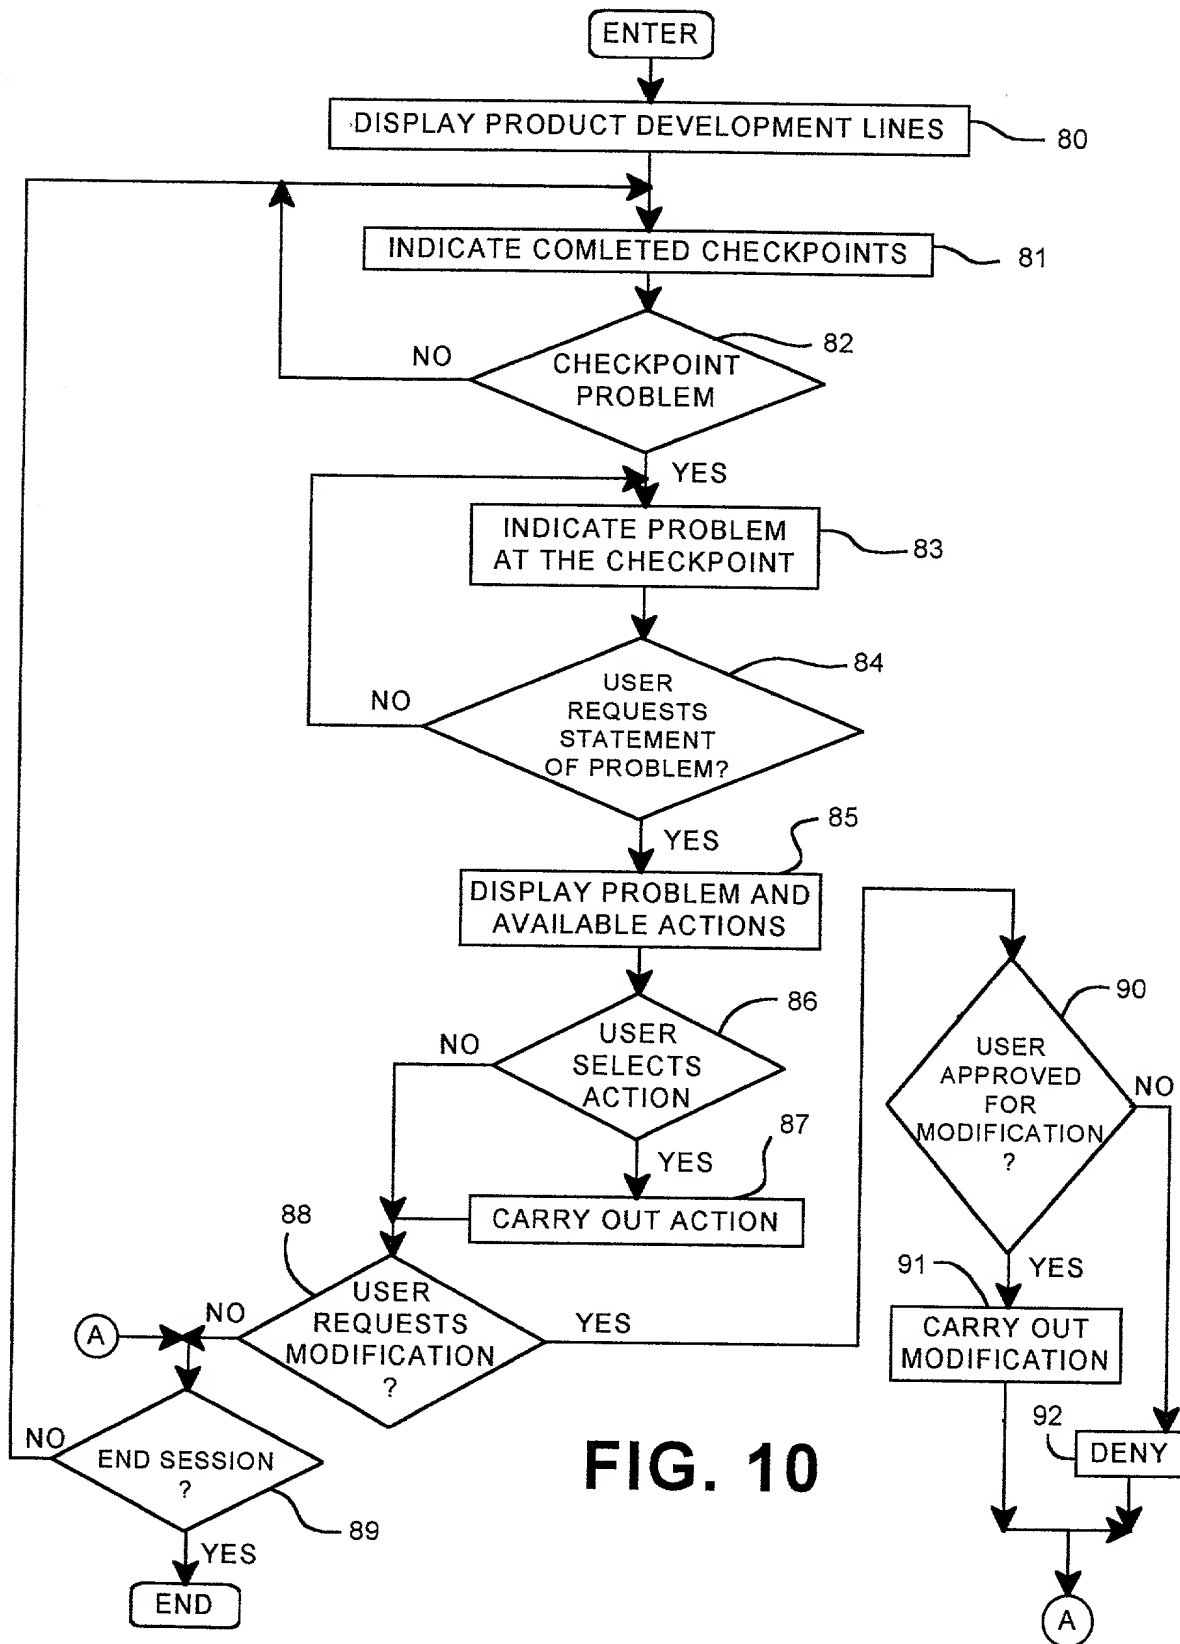 ENTER
DISPLAY PRODUCT DEVELOPMENT LINES
80
INDICATE COMLETED CHECKPOINTS
81
82
NO
CHECKPOINT
PROBLEM
YES
INDICATE PROBLEM
AT THE CHECKPOINT
83
84
NO
USER
REQUESTS
STATEMENT
OF PROBLEM?
85
YES
DISPLAY PROBLEM AND
AVAILABLE ACTIONS
86
NO
USER
SELECTS
ACTION
87
YES
CARRY OUT ACTION
88
USER
REQUESTS
MODIFICATION
?
NO
YES
A
90
USER
APPROVED
FOR
MODIFICATION
?
NO
YES
91
CARRY OUT
MODIFICATION
92
DENY
A
NO
END SESSION
?
89
YES
END
FIG. 10